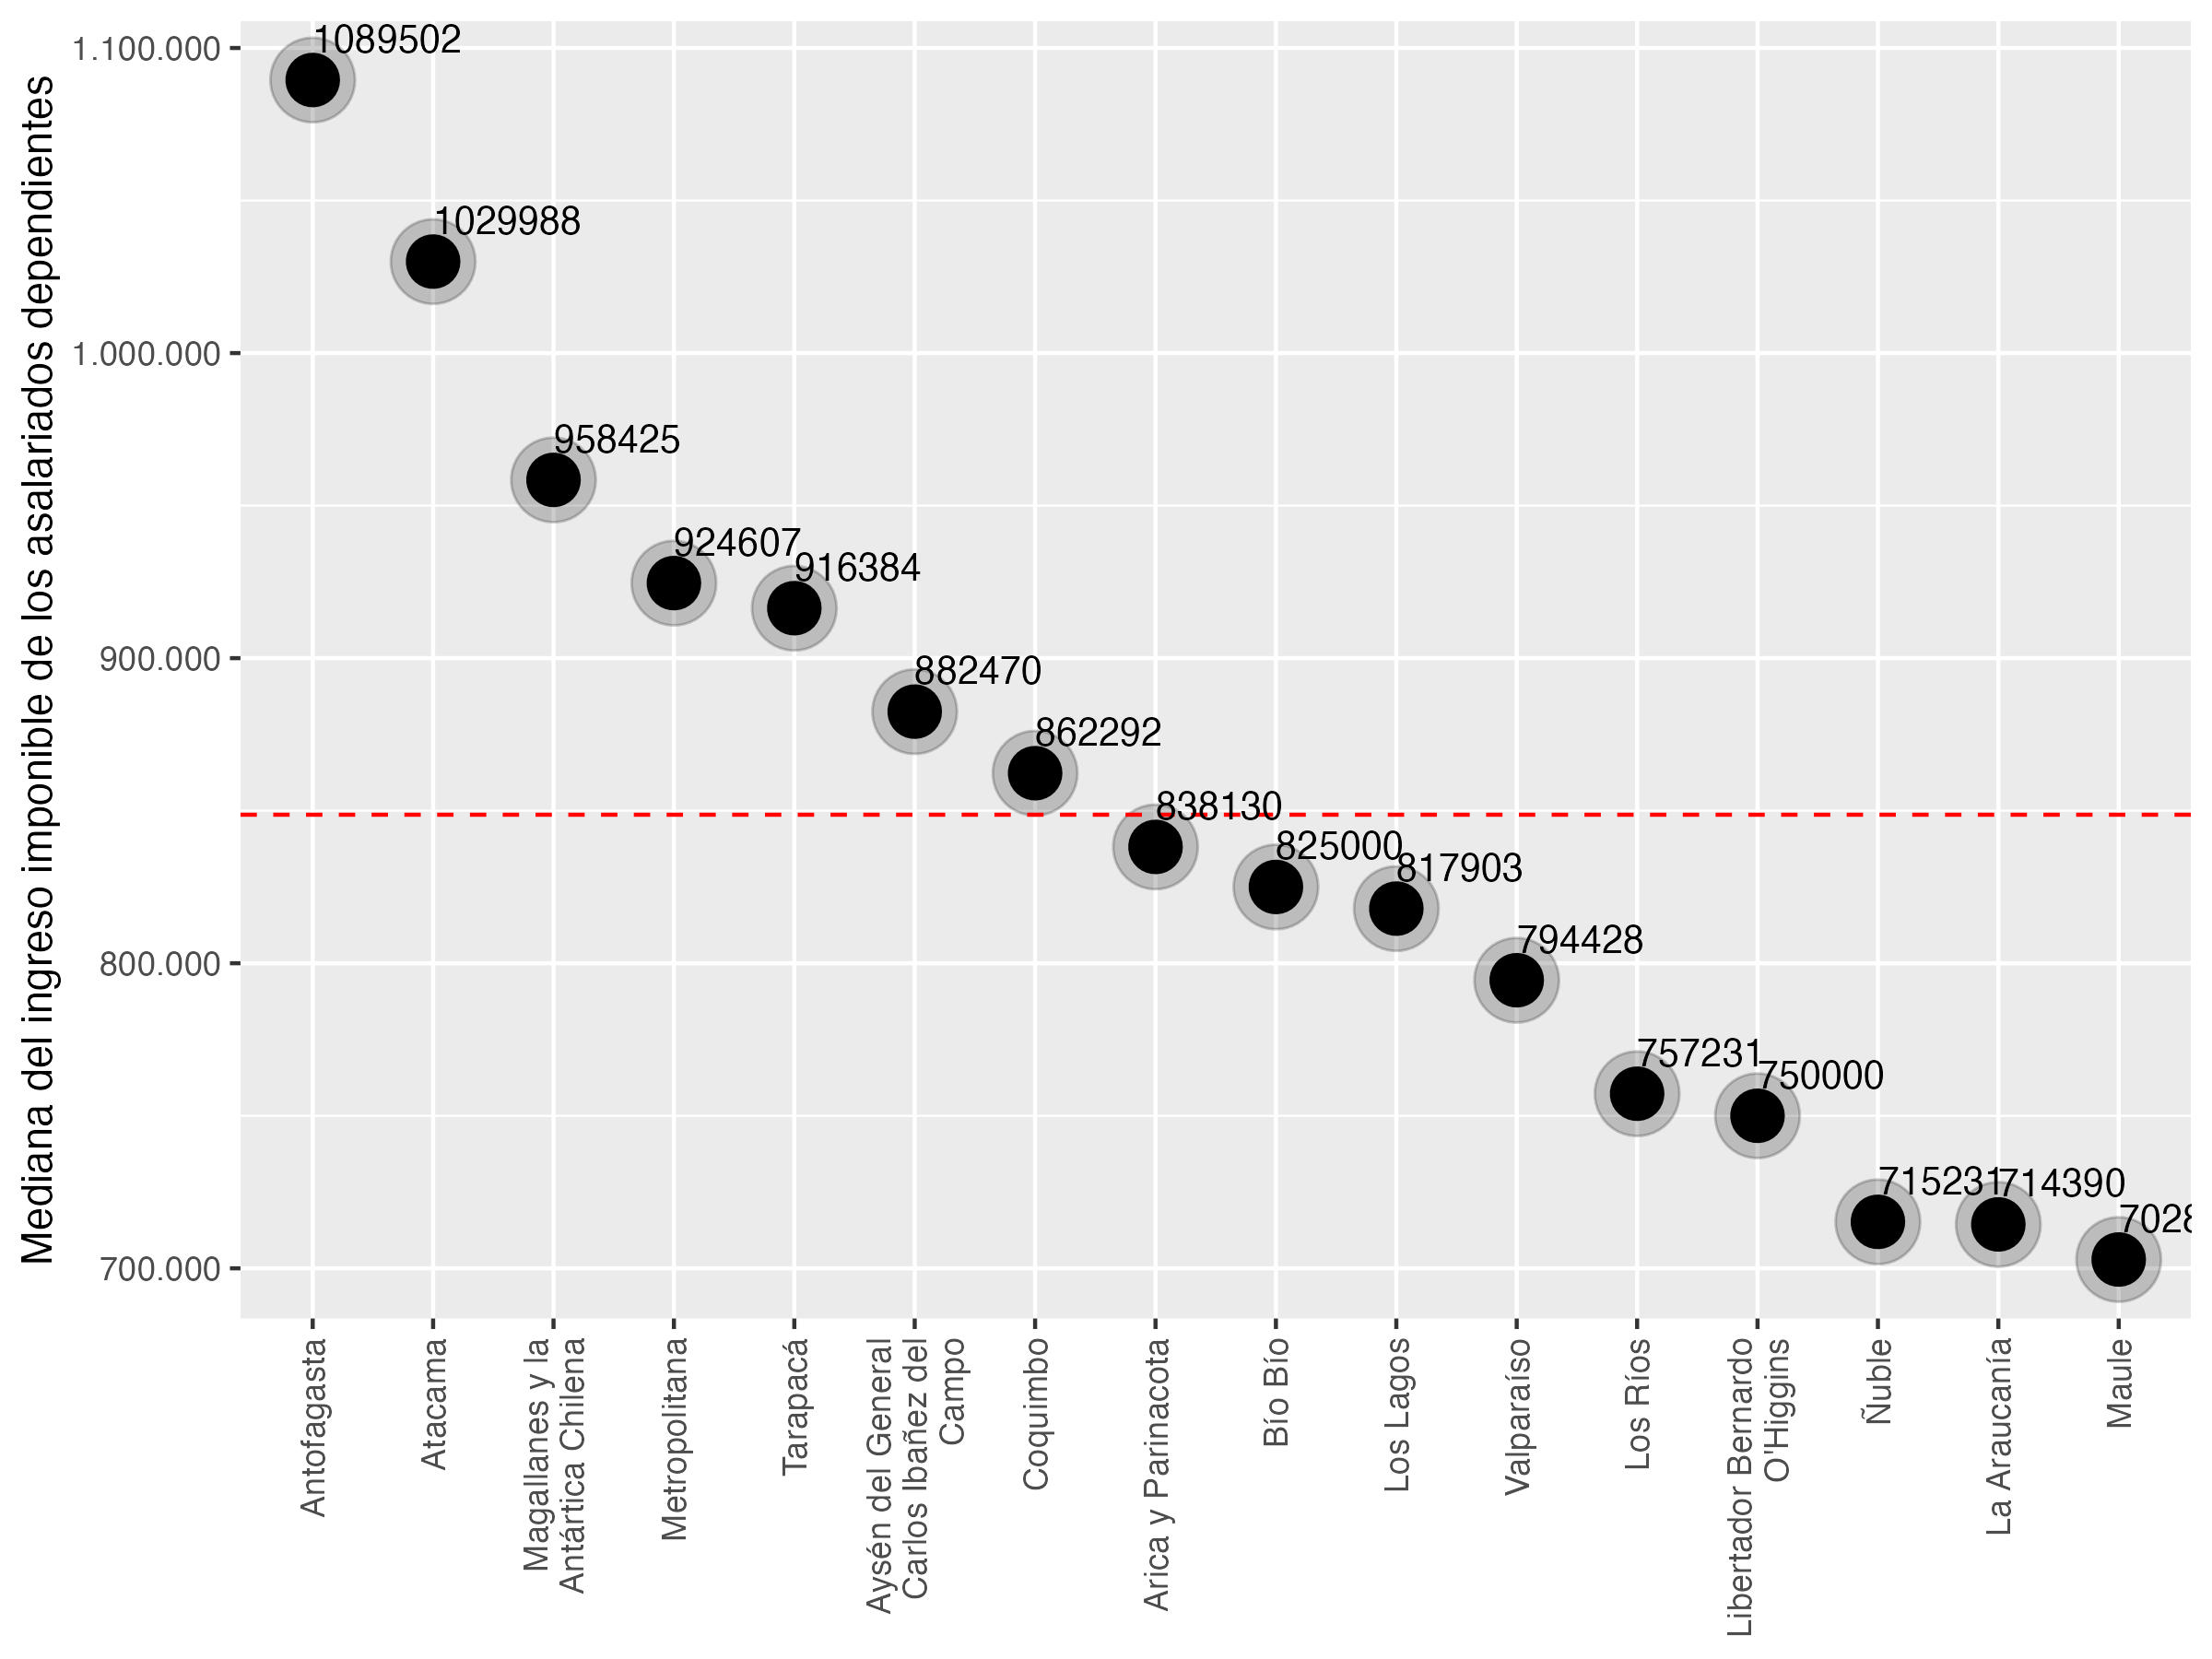 Mediana del ingreso imponible de los asalariados dependientes
1.100.000
1.000.000
900.000
800.000
700.000
1089502
1029988
958425
924607
916384
882470
862292
838130
825000
817903
794428
757231
750000
715231
714390
7028
Antofagasta
Atacama
Magallanes y la
Antártica Chilena
Metropolitana
Tarapacá
Aysén del General
Carlos Ibañez del
Campo
Coquimbo
Arica y Parinacota
Bío Bío
Los Lagos
Valparaíso
Los Ríos
Libertador Bernardo
O'Higgins
Ñuble
La Araucanía
Maule